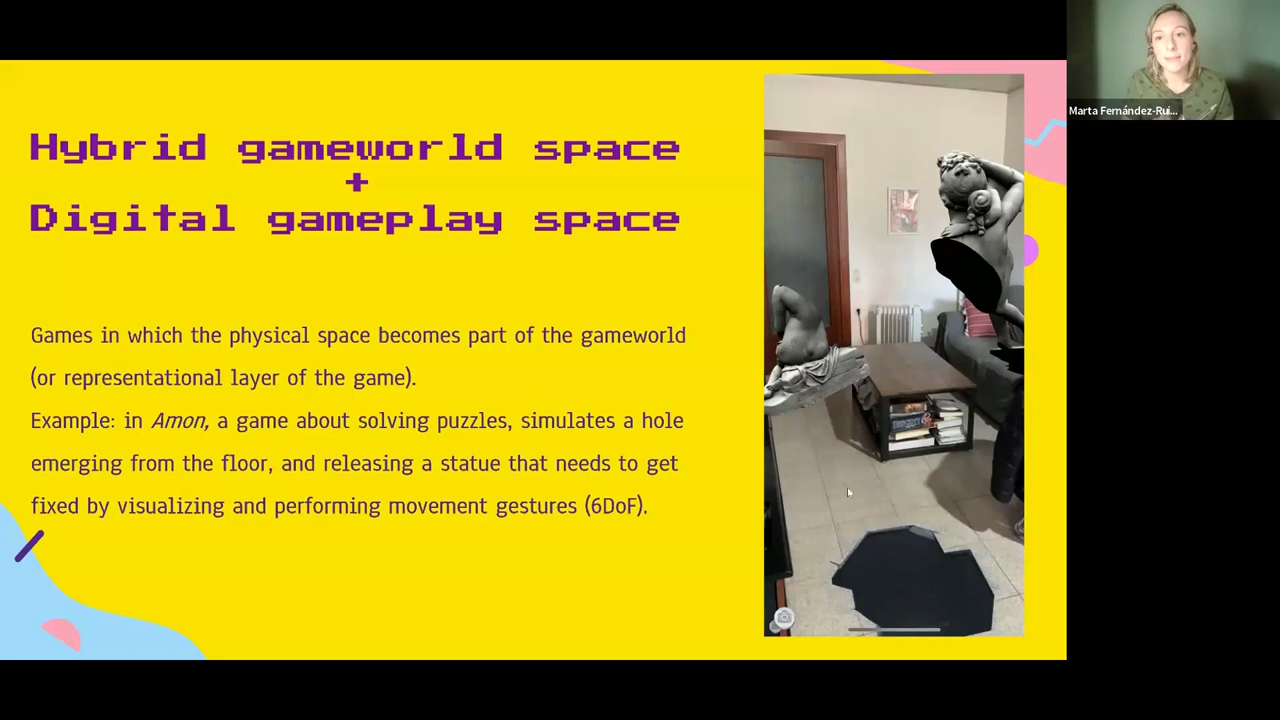 Hybrid gameworld space
+
Digital gameplay space
Games in which the physical space becomes part of the gameworld
(or representational layer of the game).
Example: in Amon, a game about solving puzzles, simulates a hole
emerging from the floor, and releasing a statue that needs to get
fixed by visualizing and performing movement gestures (6DoF).
Marta Fernández-Rui...